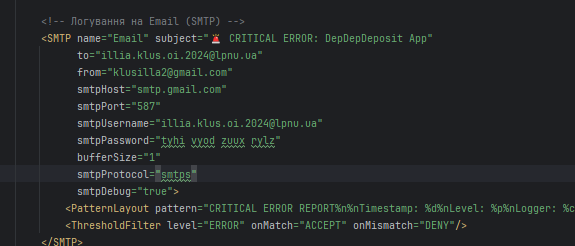 <!-- Логування на Email (SMTP) -->
<SMTP name="Email" subject="🚨 CRITICAL ERROR: DepDepDeposit App"
to="illia.klus.oi.2024@lpnu.ua"
from="klusilla2@gmail.com"
smtpHost="smtp.gmail.com"
smtpPort="587"
smtpUsername="illia.klus.oi.2024@lpnu.ua"
smtpPassword="tyhi vyod zuux rylz"
bufferSize="1"
smtpProtocol="smtps"
smtpDebug="true">
<PatternLayout pattern="CRITICAL ERROR REPORT%n%nTimestamp: %d%nLevel: %p%nLogger: %c
<ThresholdFilter level="ERROR" onMatch="ACCEPT" onMismatch="DENY"/>
</SMTP>